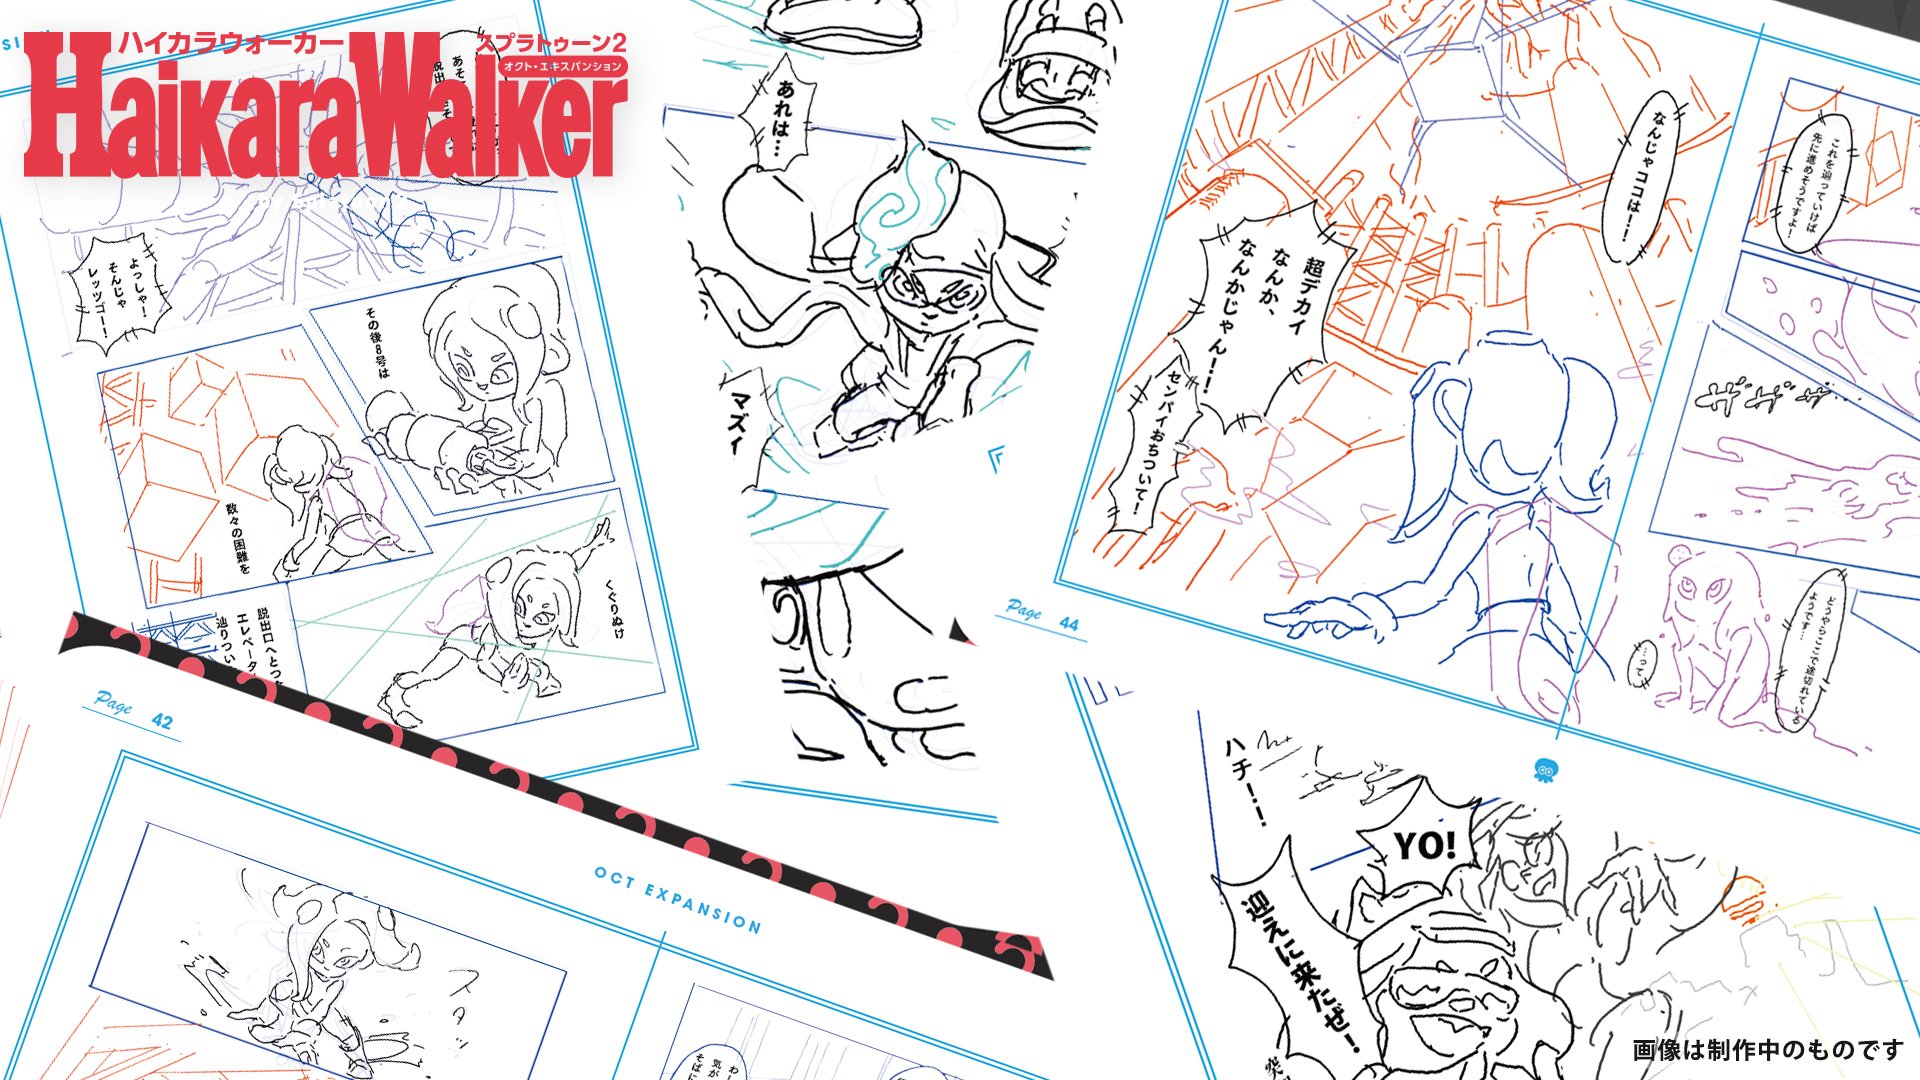 ハイカラウォーカー
スプラトゥーン2
オクト・エキスパンション
HaikaraWalker
よっしゃ!
そんじゃ
レッツゴー!!
その後8号は
数々の困難を
くぐりぬけ
脱出口へとつ
エレベータ
辿りつい
Page 42
あれは…
マズィ
なんじゃココは!!
超デカイ
なんか、
なんかじゃん!!
センパイおちついて!
Page 44
これを辿っていけば
先に進めそうですよ!
ザザザ
どうやらここで途切れている
ようです…
…って
OCT EXPANSION
スタッ
ハチ!!
YO!
迎えに来たぜ!
画像は制作中のものです